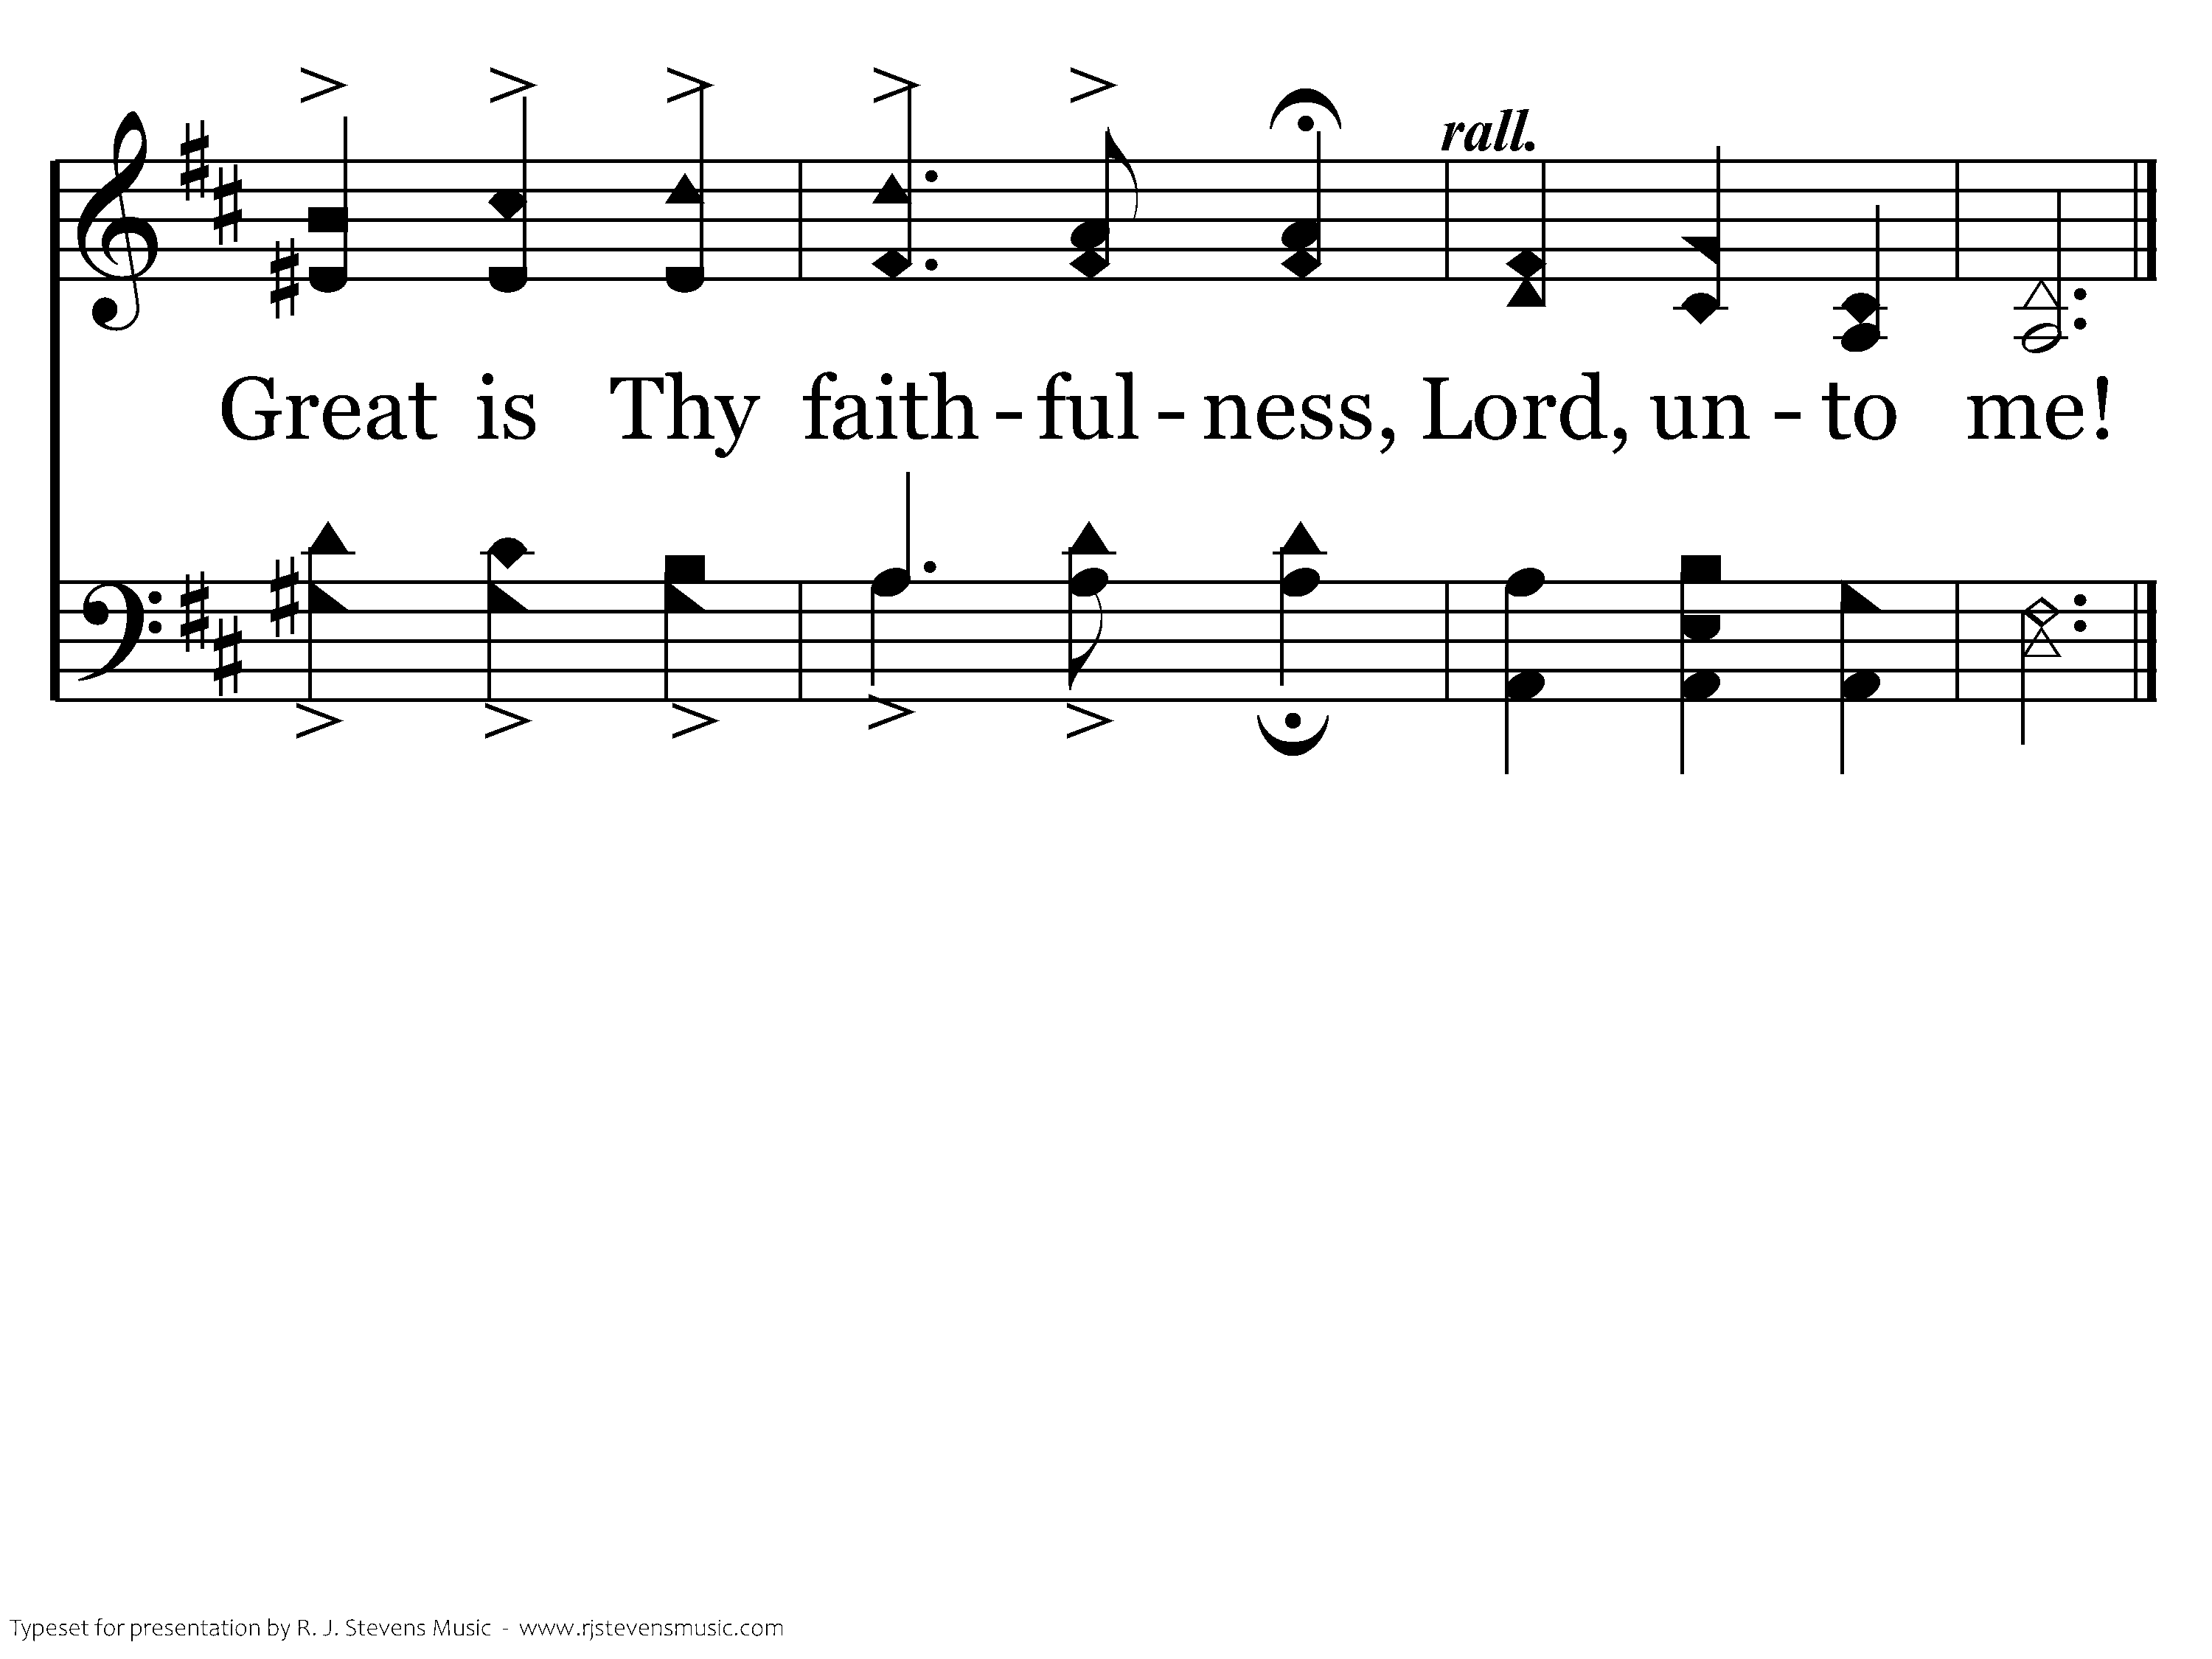 rall.
Great is Thy faith - ful - ness, Lord, un - to me!
Typeset for presentation by R. J. Stevens Music - www.rjstevensmusic.com